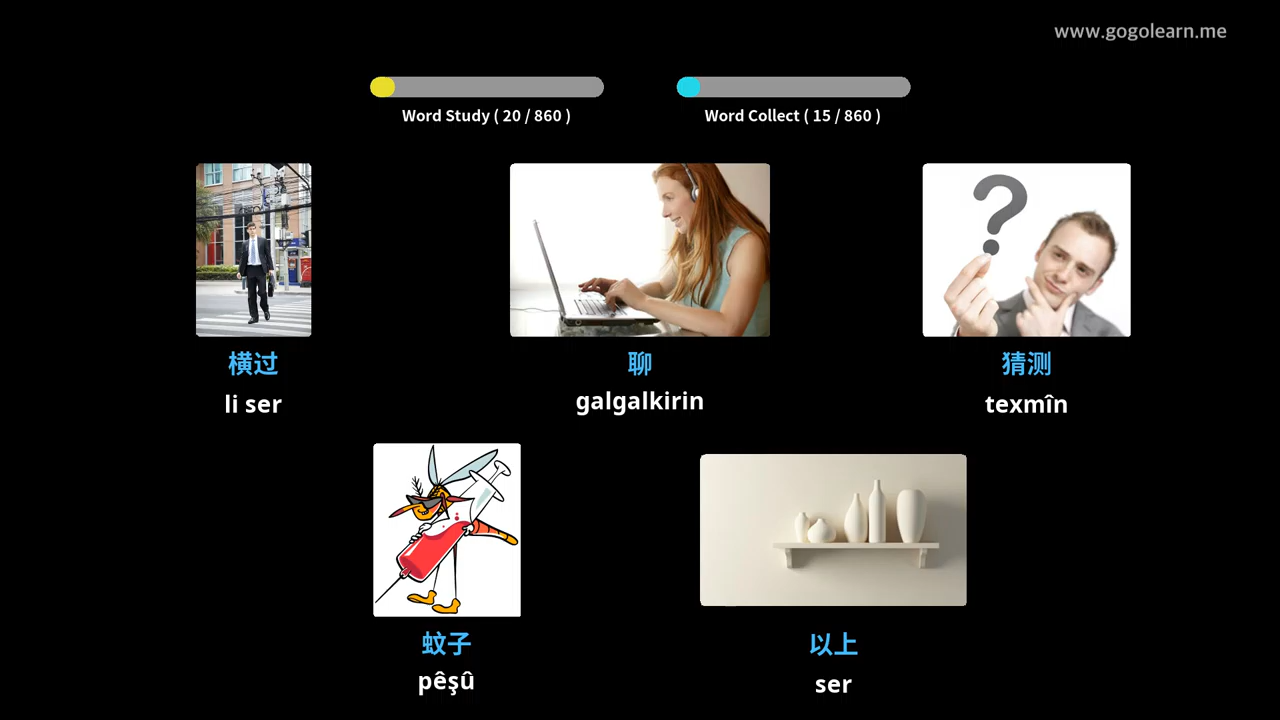 www.gogolearn.me
Word Study ( 20 / 860 )
Word Collect ( 15 / 860 )
横过
li ser
聊
galgalkirin
猜测
texmîn
蚊子
pêşû
以上
ser